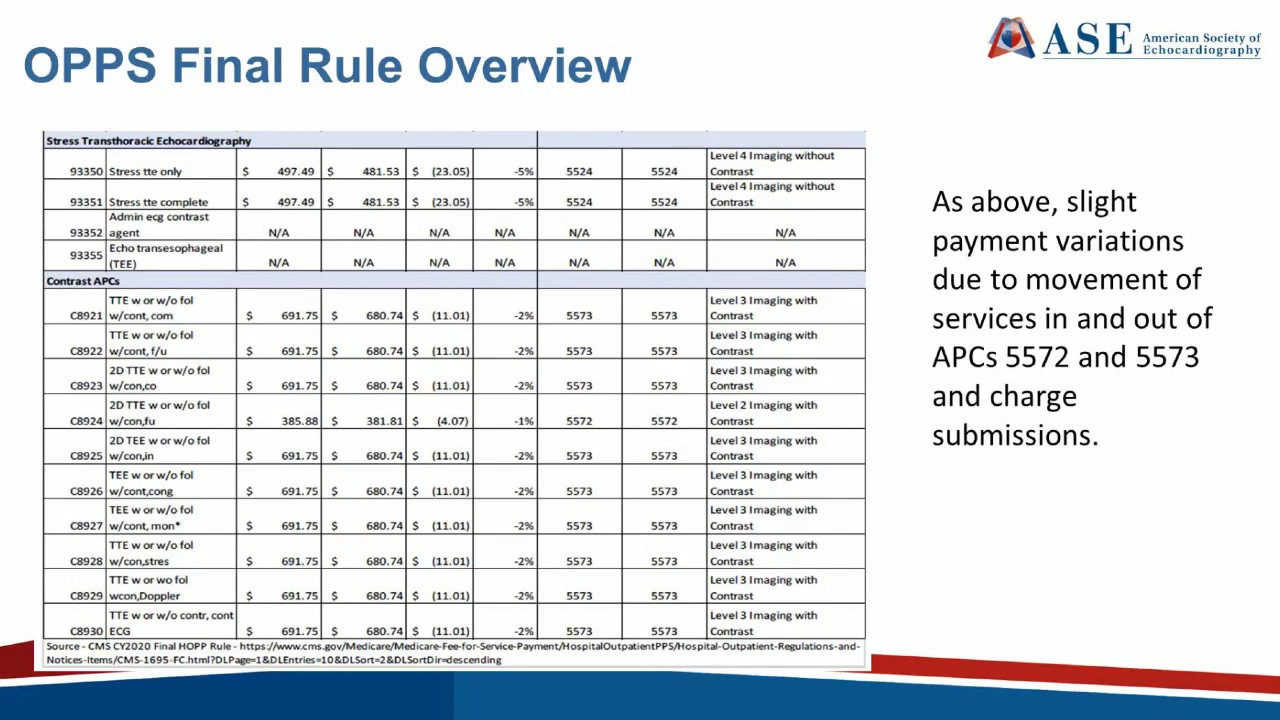 OPPS Final Rule Overview
ASE American Society of Echocardiography
Stress Transthoracic Echocardiography
93350 Stress tte only $ 497.49 $ 481.53 $ (23.05) -5% 5524 5524 Level 4 Imaging without Contrast
93351 Stress tte complete $ 497.49 $ 481.53 $ (23.05) -5% 5524 5524 Level 4 Imaging without Contrast
93352 Admin ecg contrast agent N/A N/A N/A N/A N/A N/A N/A
93355 Echo transesophageal (TEE) N/A N/A N/A N/A N/A N/A N/A
Contrast APCs
C8921 TTE w or w/o fol w/cont, com $ 691.75 $ 680.74 $ (11.01) -2% 5573 5573 Level 3 Imaging with Contrast
C8922 TTE w or w/o fol w/cont, f/u $ 691.75 $ 680.74 $ (11.01) -2% 5573 5573 Level 3 Imaging with Contrast
C8923 2D TTE w or w/o fol w/con,co $ 691.75 $ 680.74 $ (11.01) -2% 5573 5573 Level 3 Imaging with Contrast
C8924 2D TTE w or w/o fol w/con,fu $ 385.88 $ 381.81 $ (4.07) -1% 5572 5572 Level 2 Imaging with Contrast
C8925 2D TEE w or w/o fol w/con,in $ 691.75 $ 680.74 $ (11.01) -2% 5573 5573 Level 3 Imaging with Contrast
C8926 TEE w or w/o fol w/cont,cong $ 691.75 $ 680.74 $ (11.01) -2% 5573 5573 Level 3 Imaging with Contrast
C8927 TEE w or w/o fol w/cont, mon* $ 691.75 $ 680.74 $ (11.01) -2% 5573 5573 Level 3 Imaging with Contrast
C8928 TTE w or w/o fol w/con,stres $ 691.75 $ 680.74 $ (11.01) -2% 5573 5573 Level 3 Imaging with Contrast
C8929 TTE w or wo fol wcon,Doppler $ 691.75 $ 680.74 $ (11.01) -2% 5573 5573 Level 3 Imaging with Contrast
C8930 TTE w or w/o contr, cont ECG $ 691.75 $ 680.74 $ (11.01) -2% 5573 5573 Level 3 Imaging with Contrast
Source - CMS CY2020 Final HOPP Rule - https://www.cms.gov/Medicare/Medicare-Fee-for-Service-Payment/HospitalOutpatientPPS/Hospital-Outpatient-Regulations-and-
Notices-Items/CMS-1695-FC.html?DLPage=1&DLEntries=10&DLSort=2&DLSortDir=descending
As above, slight
payment variations
due to movement of
services in and out of
APCs 5572 and 5573
and charge
submissions.